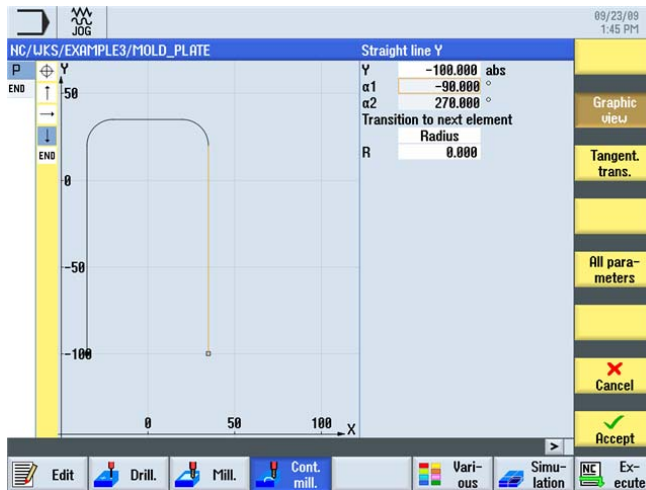 JOG
09/23/09
1:45 PM
NC/WKS/EXAMPLE3/MOLD_PLATE
Straight line Y
P
END
END
Y
50
0
-50
-100
0
50
100
X
Y -100.000 abs
α1 -90.000 °
α2 270.000 °
Transition to next element
Radius
R 0.000
Graphic
view
Tangent.
trans.
All para-
meters
Cancel
Accept
>
Edit
Drill.
Mill.
Cont.
mill.
Vari-
ous
Simu-
lation
NC
Ex-
ecute